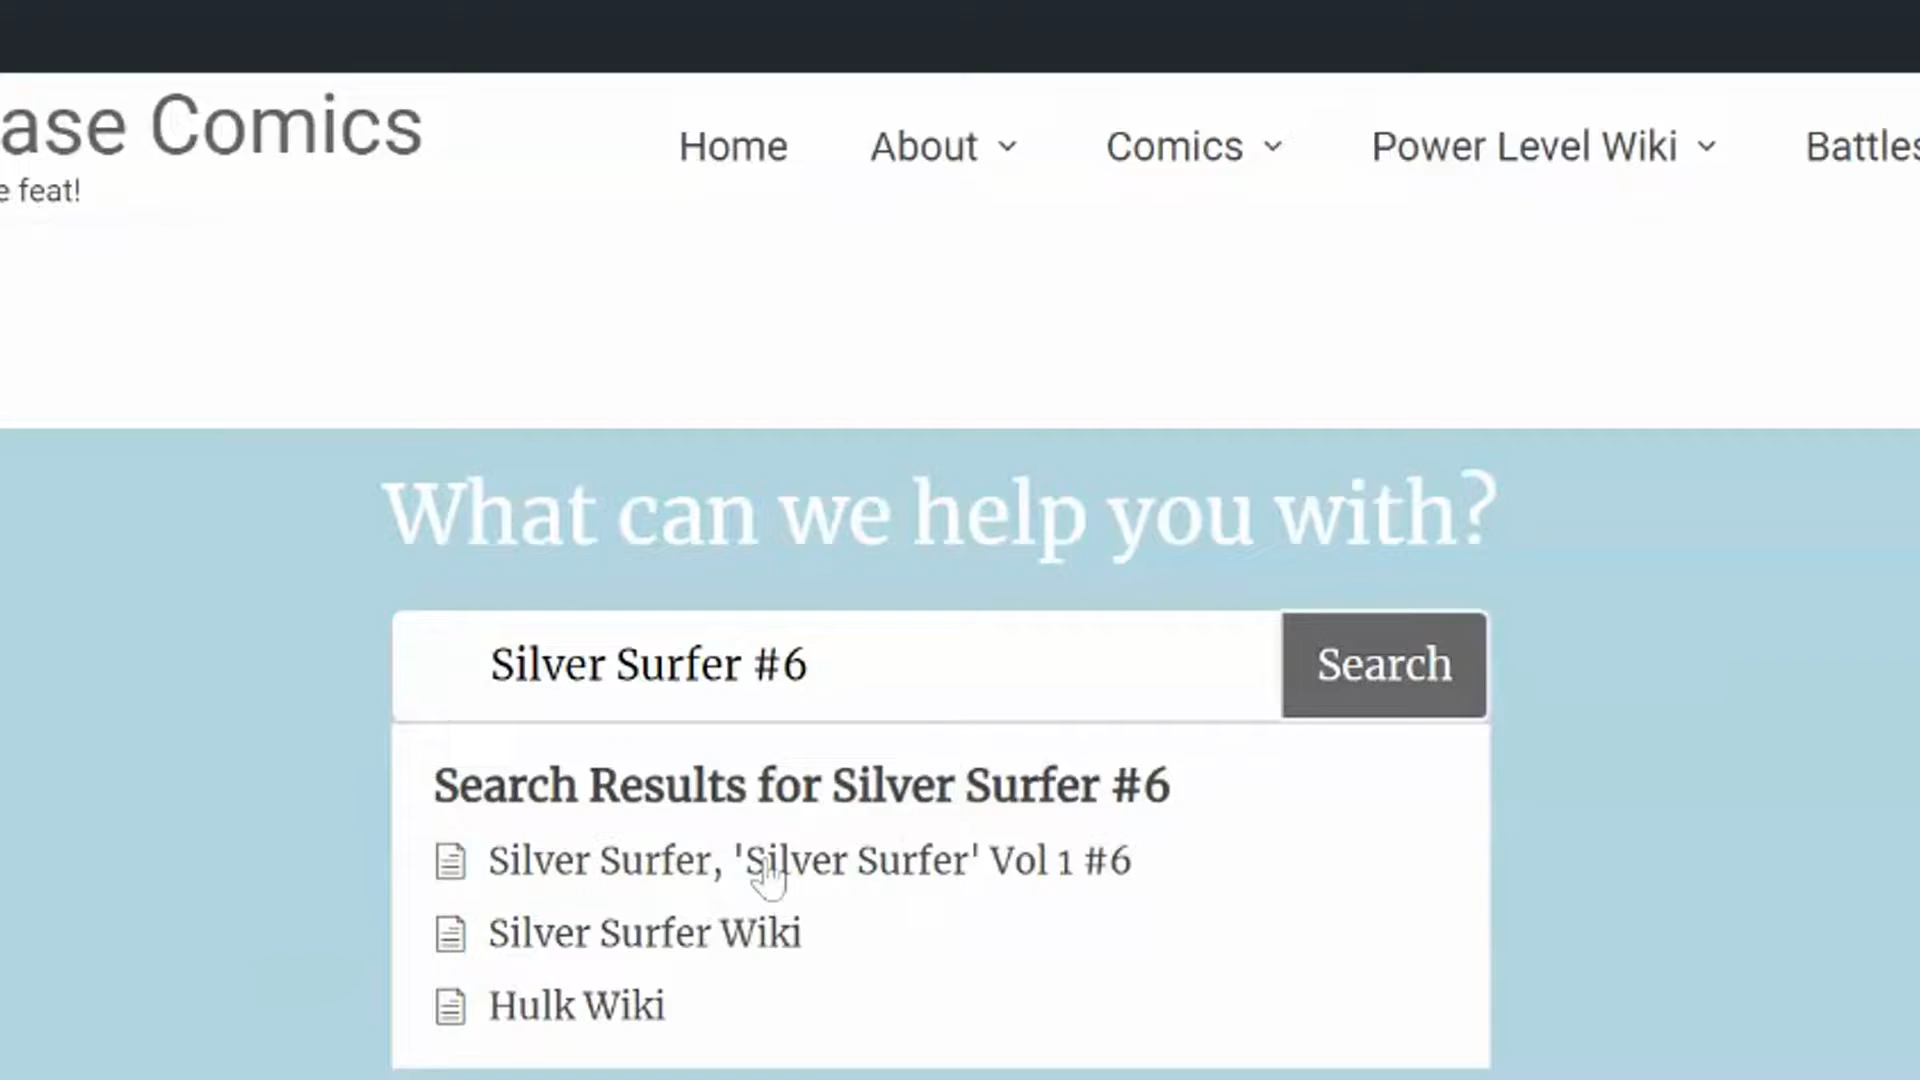 ase Comics
e feat!
Home About Comics Power Level Wiki Battles
What can we help you with?
Silver Surfer #6 Search
Search Results for Silver Surfer #6
Silver Surfer, 'Silver Surfer' Vol 1 #6
Silver Surfer Wiki
Hulk Wiki